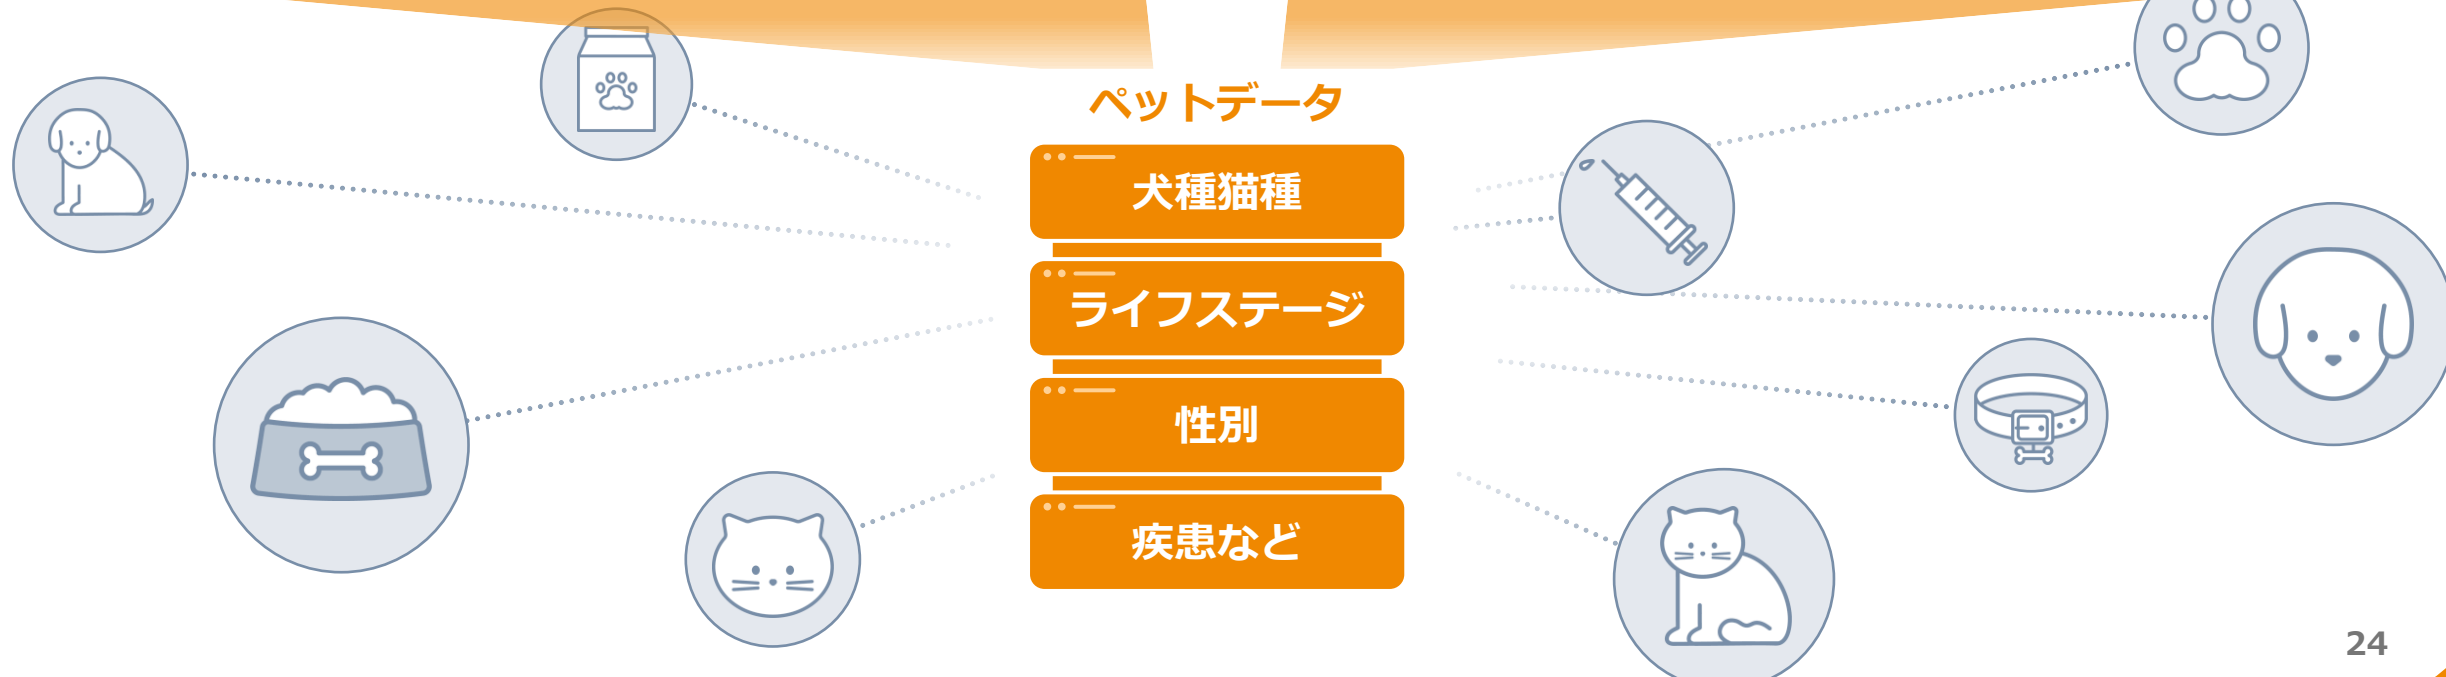 ペットデータ
犬種猫種
ライフステージ
性別
疾患など
24